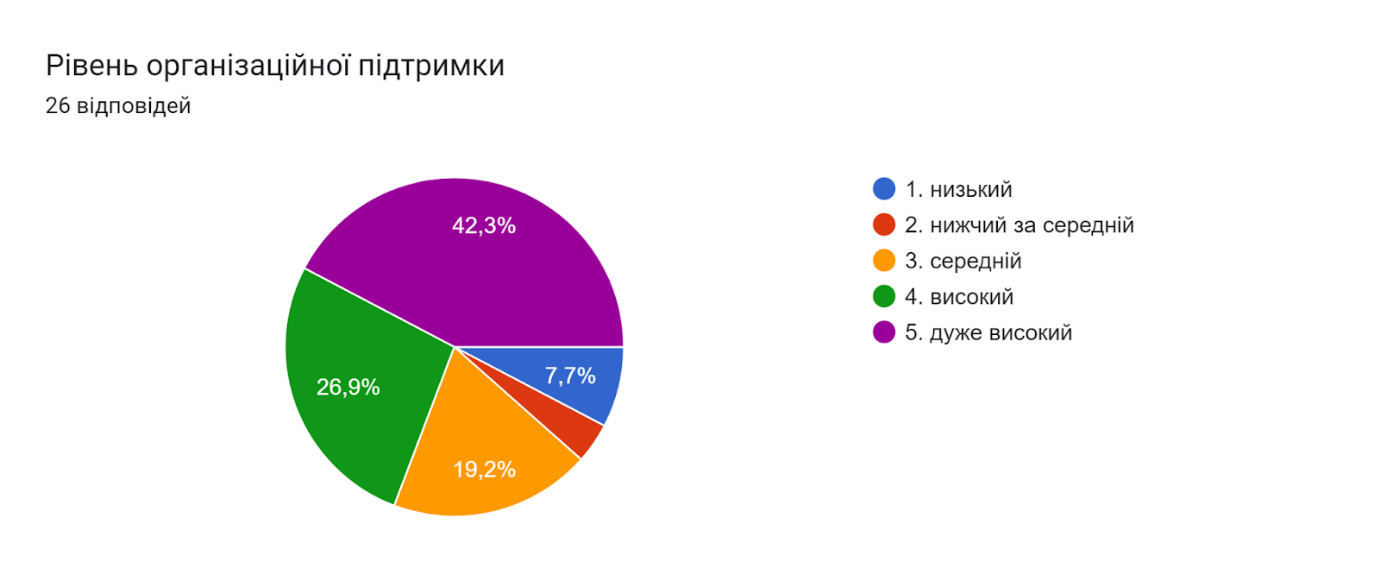 Рівень організаційної підтримки
26 відповідей
42,3%
7,7%
26,9%
19,2%
1. низький
2. нижчий за середній
3. середній
4. високий
5. дуже високий